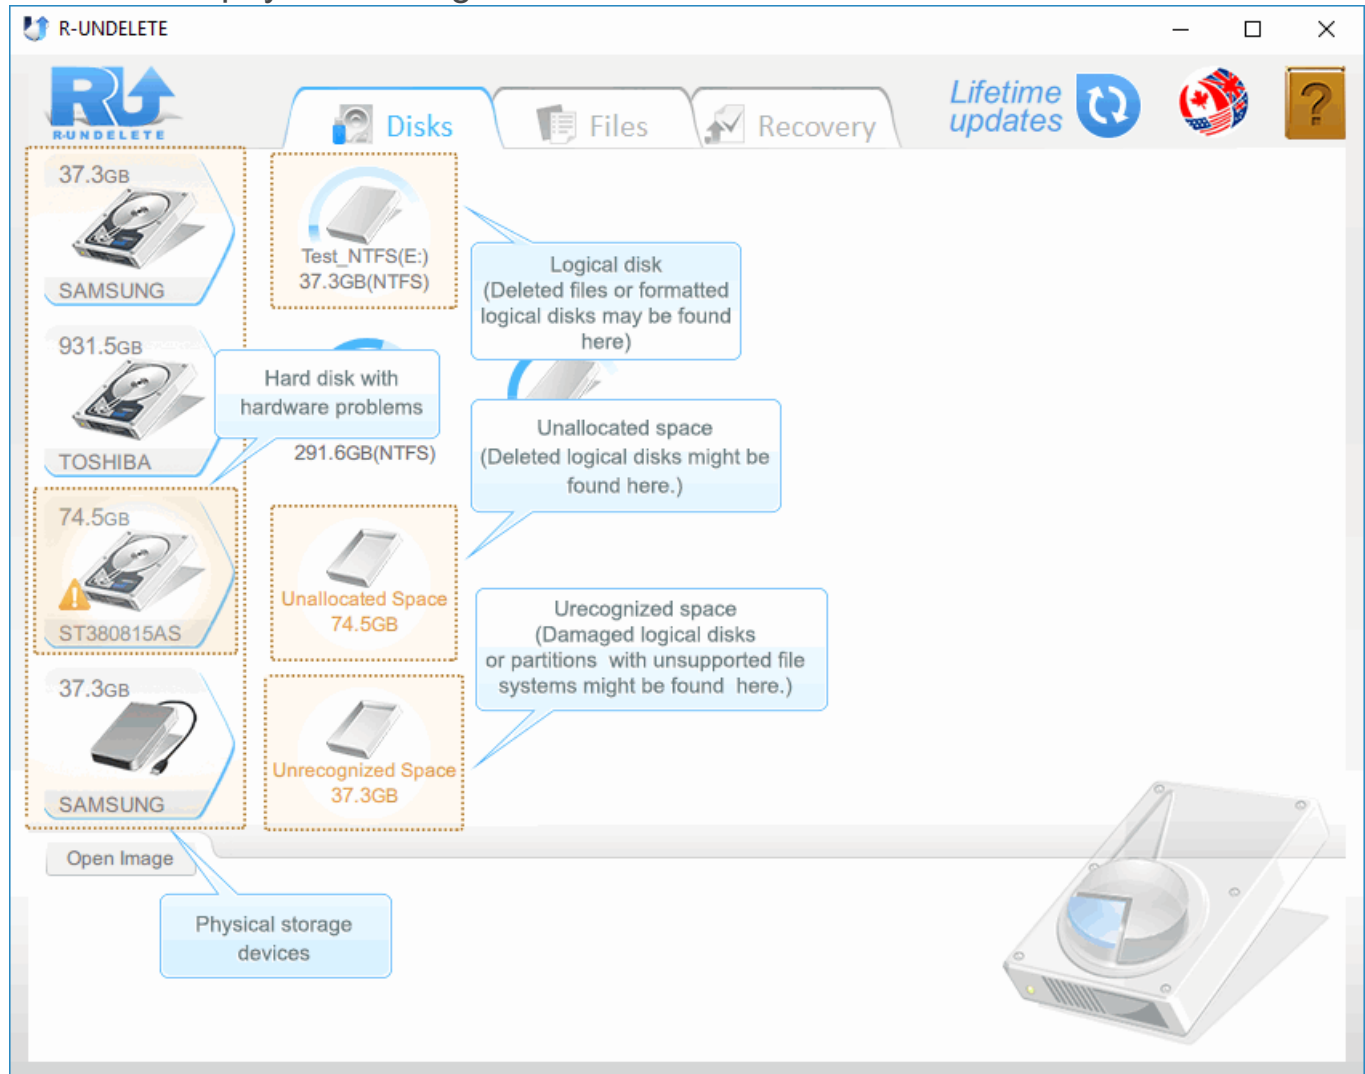 R-UNDELETE
RU
R-UNDELETE
Disks
Files
Recovery
Lifetime
updates
?
37.3GB
SAMSUNG
931.5GB
TOSHIBA
74.5GB
ST380815AS
37.3GB
SAMSUNG
Test_NTFS(E:)
37.3GB(NTFS)
Logical disk
(Deleted files or formatted
logical disks may be found
here)
Hard disk with
hardware problems
291.6GB(NTFS)
Unallocated space
(Deleted logical disks might be
found here.)
Unallocated Space
74.5GB
Urecognized space
(Damaged logical disks
or partitions with unsupported file
systems might be found here.)
Unrecognized Space
37.3GB
Open Image
Physical storage
devices